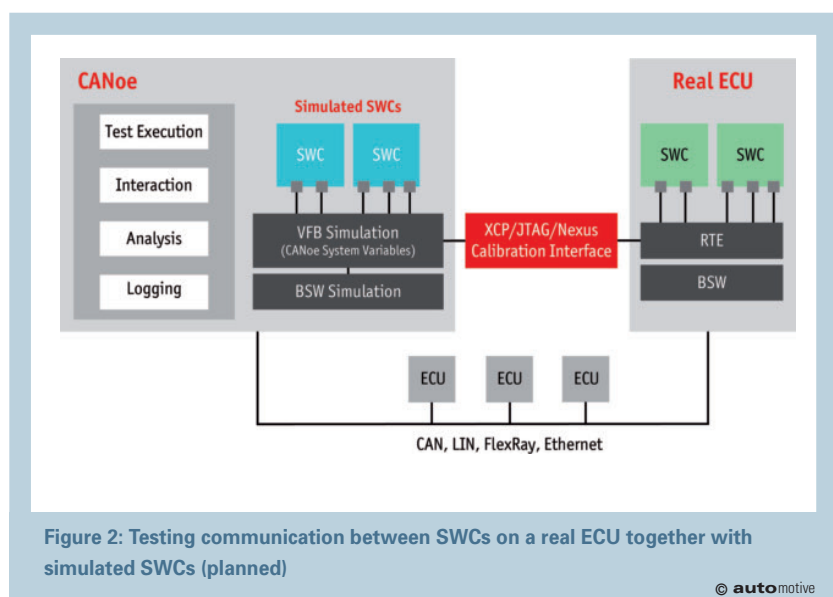 CANoe
Test Execution
Interaction
Analysis
Logging
Simulated SWCs
SWC
SWC
VFB Simulation
(CANoe System Variables)
BSW Simulation
XCP/JTAG/Nexus
Calibration Interface
Real ECU
SWC
SWC
RTE
BSW
ECU
ECU
ECU
CAN, LIN, FlexRay, Ethernet
Figure 2: Testing communication between SWCs on a real ECU together with
simulated SWCs (planned)
© automotive